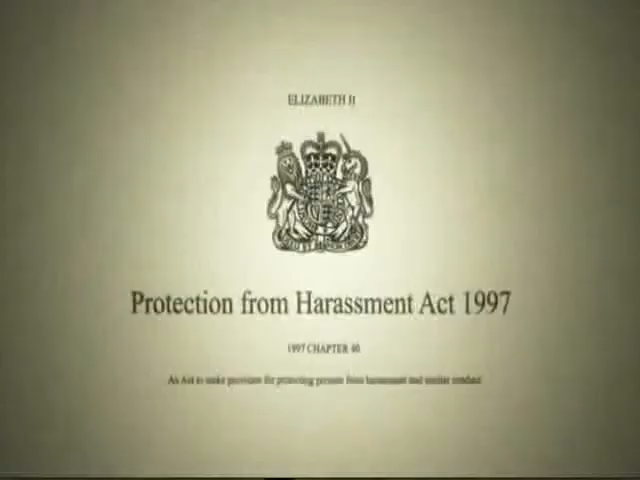 ELIZABETH II
Protection from Harassment Act 1997
1997 CHAPTER 40
An Act to make provision for protecting persons from harassment and similar conduct